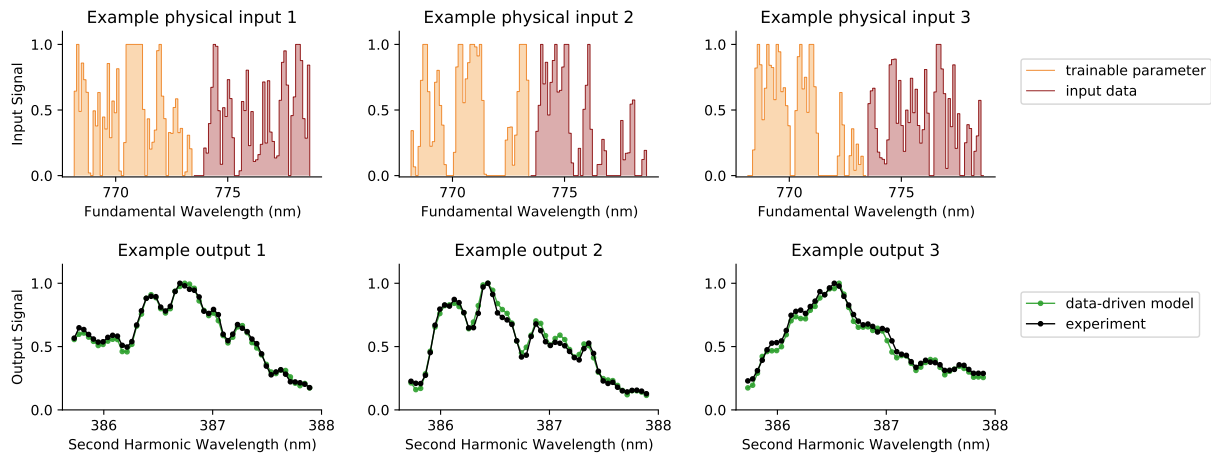 Example physical input 1
Example physical input 2
Example physical input 3
Input Signal
1.0
0.5
0.0
770
775
Fundamental Wavelength (nm)
1.0
0.5
0.0
770
775
Fundamental Wavelength (nm)
1.0
0.5
0.0
770
775
Fundamental Wavelength (nm)
trainable parameter
input data
Example output 1
Example output 2
Example output 3
Output Signal
1.0
0.5
0.0
386
387
388
Second Harmonic Wavelength (nm)
1.0
0.5
0.0
386
387
388
Second Harmonic Wavelength (nm)
1.0
0.5
0.0
386
387
388
Second Harmonic Wavelength (nm)
data-driven model
experiment